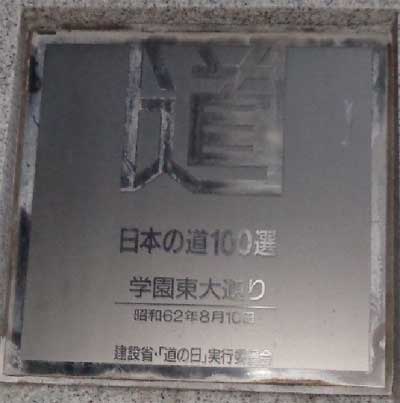 道
日本の道100選
学園東大通り
昭和62年8月10日
建設省・「道の日」実行委員会